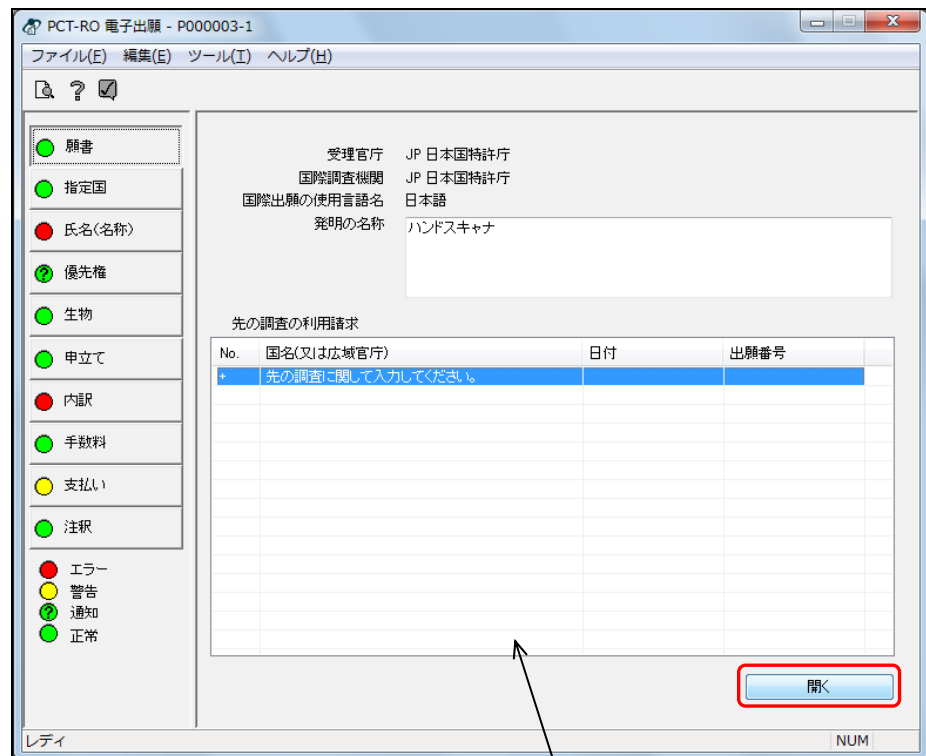 PCT-RO 電子出願 - P000003-1
ファイル(F) 編集(E) ツール(T) ヘルプ(H)
願書
指定国
氏名(名称)
優先権
生物
申立て
内訳
手数料
支払い
注釈
エラー
警告
通知
正常
受理官庁 JP 日本国特許庁
国際調査機関 JP 日本国特許庁
国際出願の使用言語名 日本語
発明の名称 ハンドスキャナ
先の調査の利用請求
No. 国名(又は広域官庁) 日付 出願番号
+ 先の調査に関して入力してください。
開く
レディ NUM